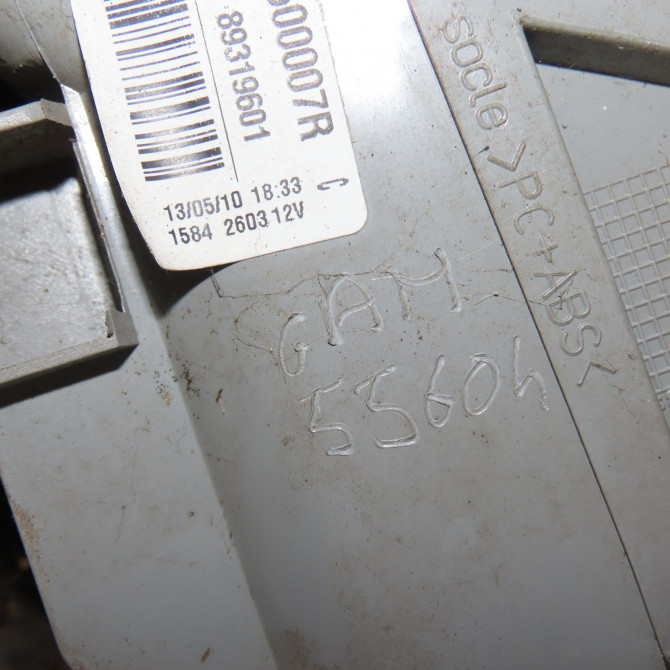 00007R
89319601
13/05/10 18:33 C
1584 2603 12V
socle >PC+ABS<
GAM
55604